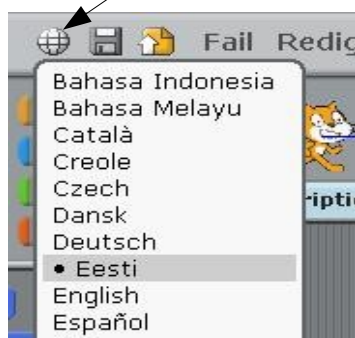 Fail Redig
Bahasa Indonesia
Bahasa Melayu
Català
Creole
Czech
ripti
Dansk
Deutsch
• Eesti
English
Español